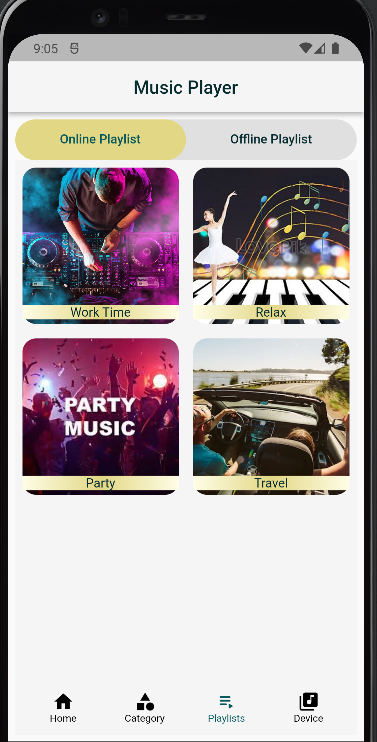 9:05
Music Player
Online Playlist
Offline Playlist
Work Time
Relax
PARTY
MUSIC
Party
Travel
Home
Category
Playlists
Device